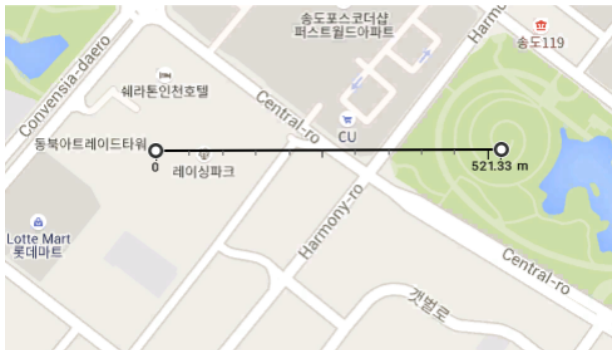 송도포스코더샵
퍼스트월드아파트
Harmo
송도119
Convensia-daero
쉐라톤인천호텔
Central-ro
CU
동북아트레이드타워
0
레이싱파크
521.33 m
Harmony-ro
Lotte Mart
롯데마트
Central-ro
갯벌로